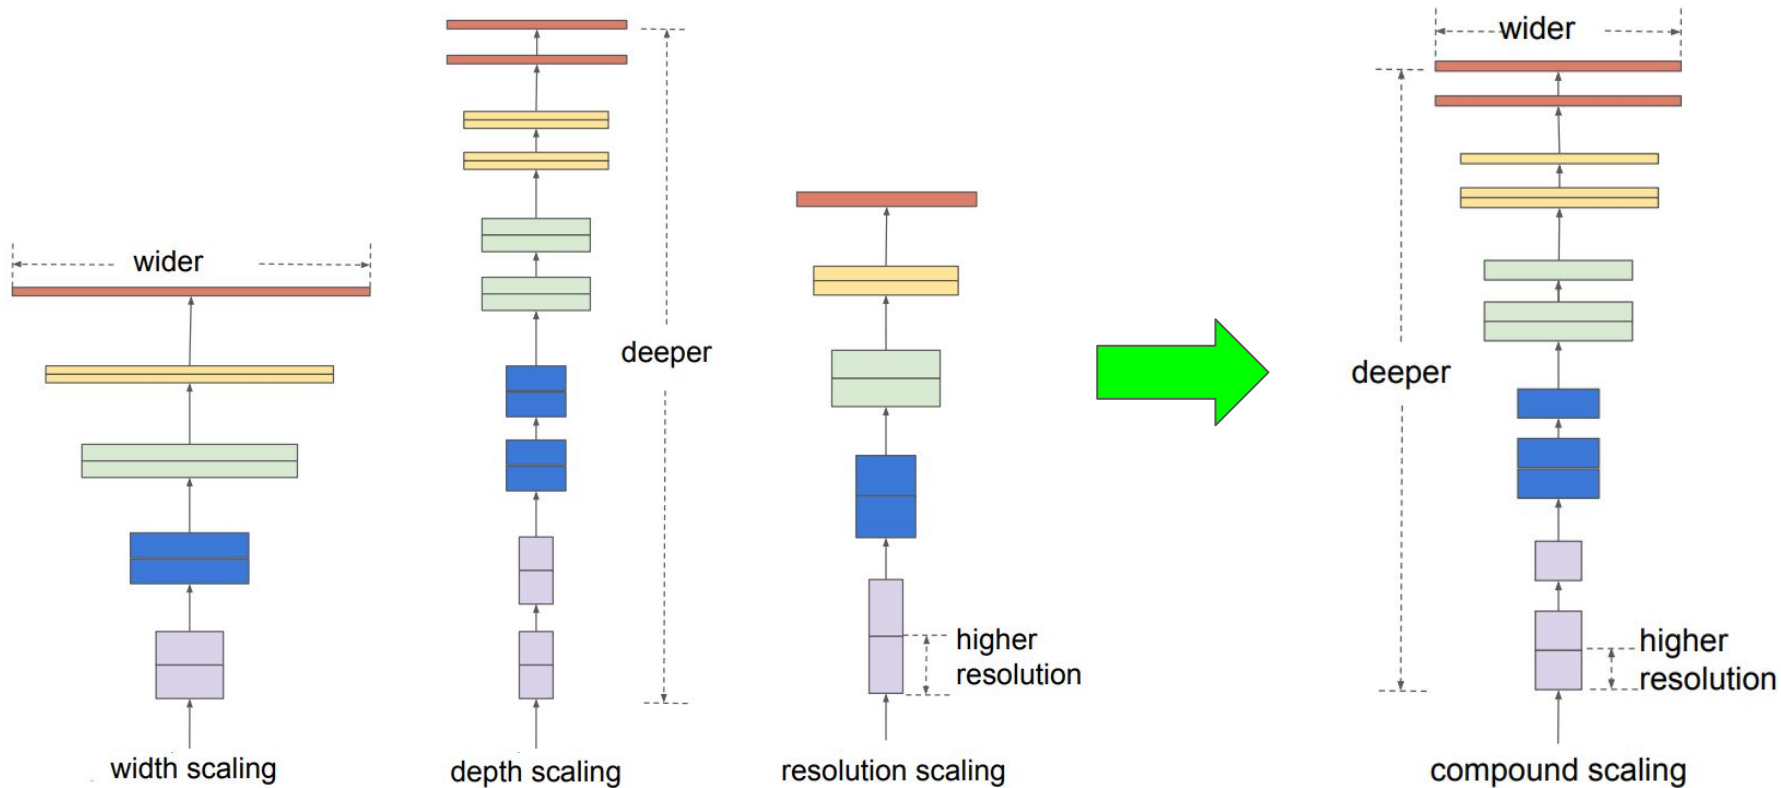 wider
width scaling
deeper
depth scaling
higher
resolution
resolution scaling
wider
deeper
higher
resolution
compound scaling